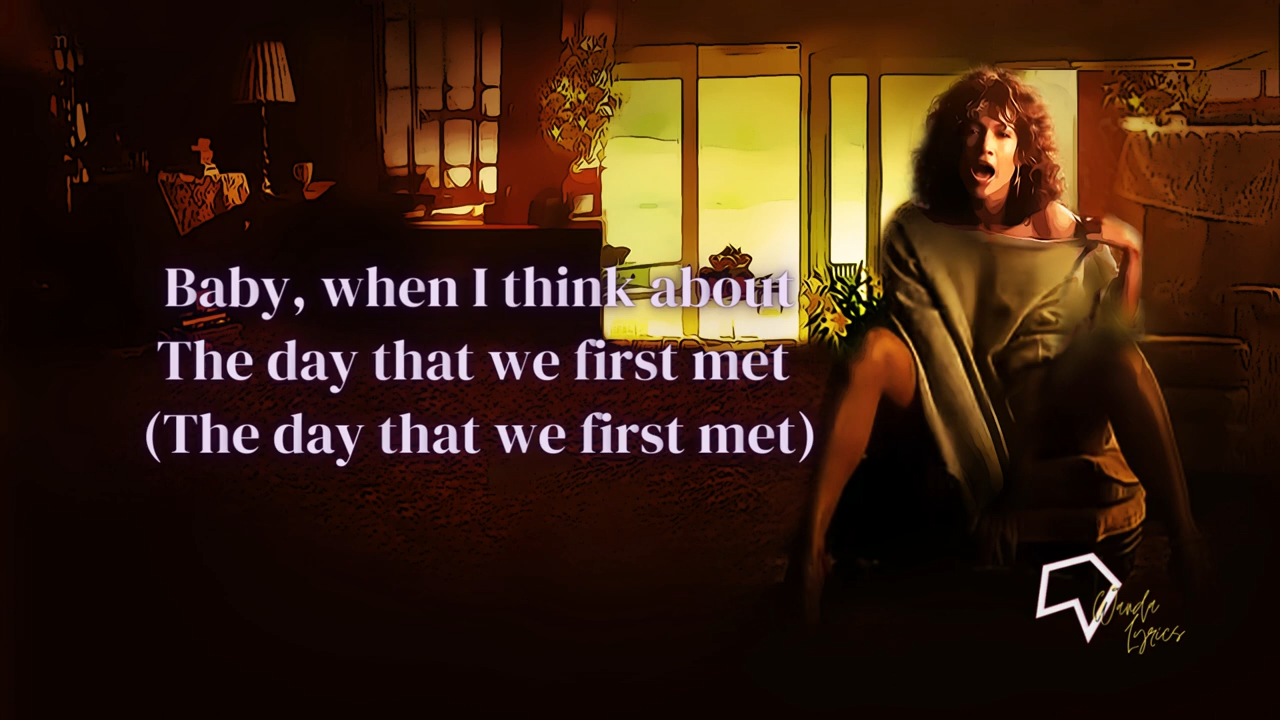 Baby, when I think about
The day that we first met
(The day that we first met)
Wanda
Lyrics